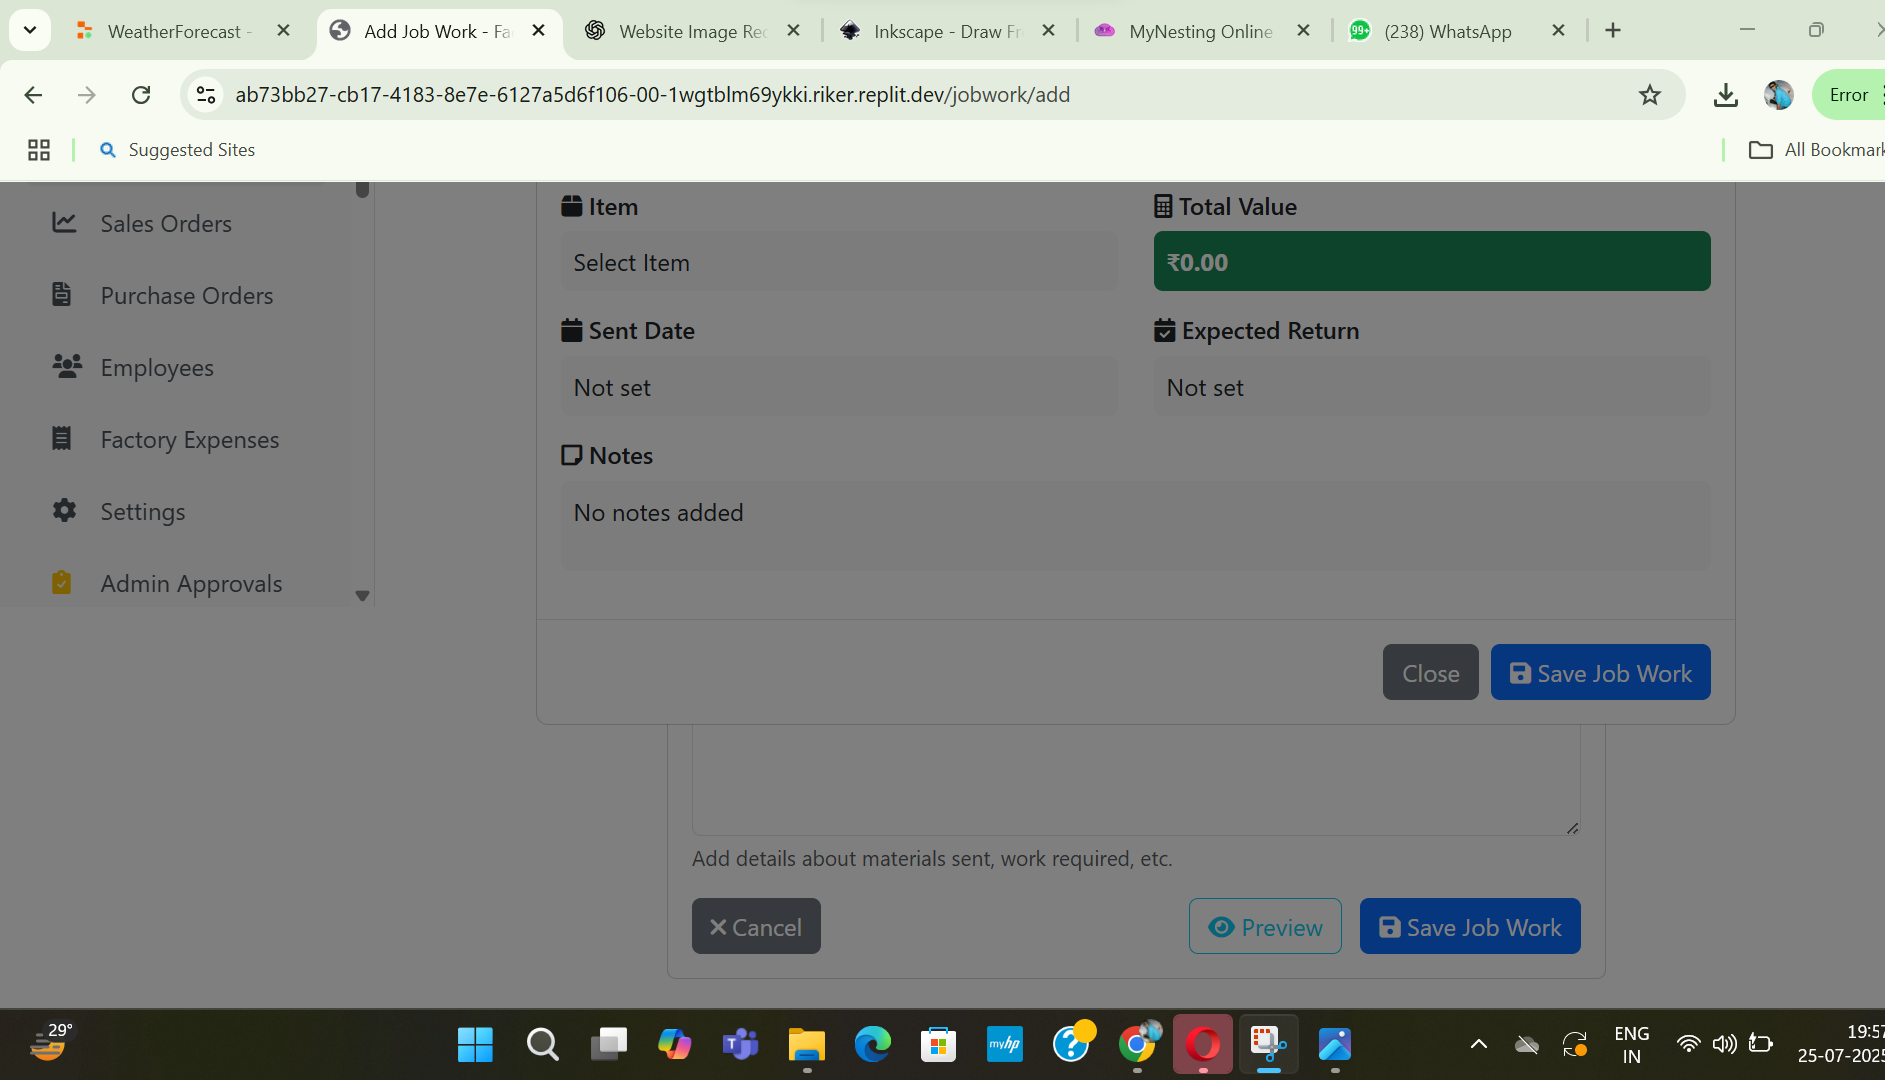 WeatherForecast -
Add Job Work - Fa
Website Image Rec
Inkscape - Draw Fr
MyNesting Online
99+
(238) WhatsApp
ab73bb27-cb17-4183-8e7e-6127a5d6f106-00-1wgtblm69ykki.riker.replit.dev/jobwork/add
Error
Suggested Sites
All Bookmark
Sales Orders
Purchase Orders
Employees
Factory Expenses
Settings
Admin Approvals
Item
Total Value
Select Item
₹0.00
Sent Date
Expected Return
Not set
Not set
Notes
No notes added
Close
Save Job Work
Add details about materials sent, work required, etc.
Cancel
Preview
Save Job Work
29°
myhp
ENG
IN
19:57
25-07-2025